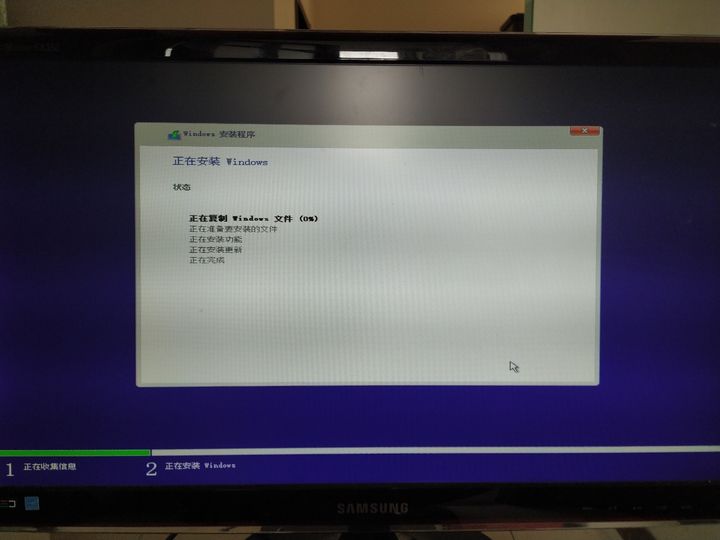 Windows 安装程序
正在安装 Windows
状态
正在复制 Windows 文件 (0%)
正在准备要安装的文件
正在安装功能
正在安装更新
正在完成
1 正在收集信息
2 正在安装 Windows
SAMSUNG